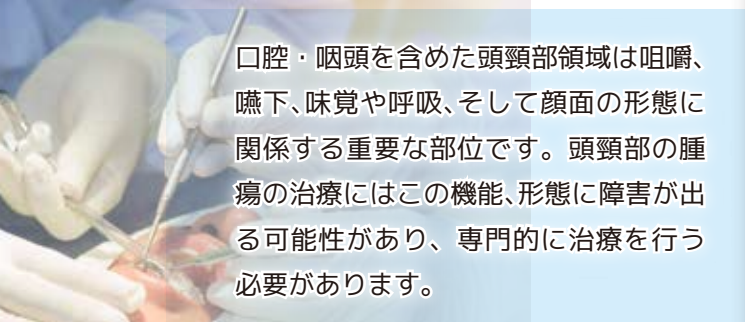 口腔・咽頭を含めた頭頸部領域は咀嚼、
嚥下、味覚や呼吸、そして顔面の形態に
関係する重要な部位です。頭頸部の腫
瘍の治療にはこの機能、形態に障害が出
る可能性があり、専門的に治療を行う
必要があります。